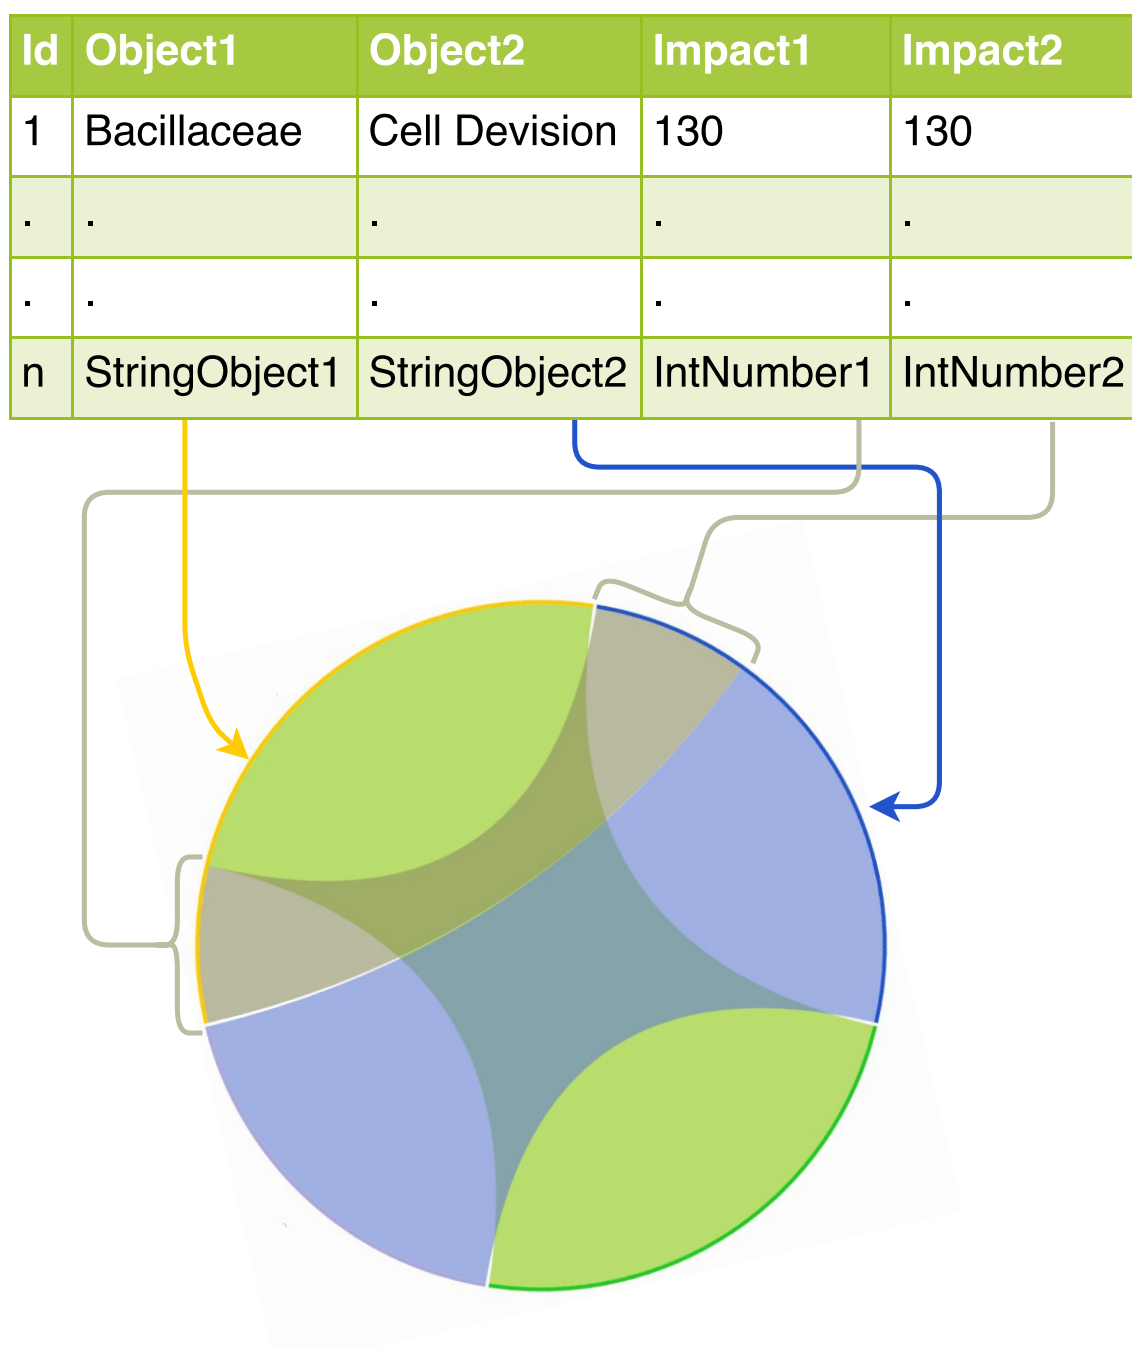 Id Object1 Object2 Impact1 Impact2
1 Bacillaceae Cell Devision 130 130
. . . . .
. . . . .
n StringObject1 StringObject2 IntNumber1 IntNumber2